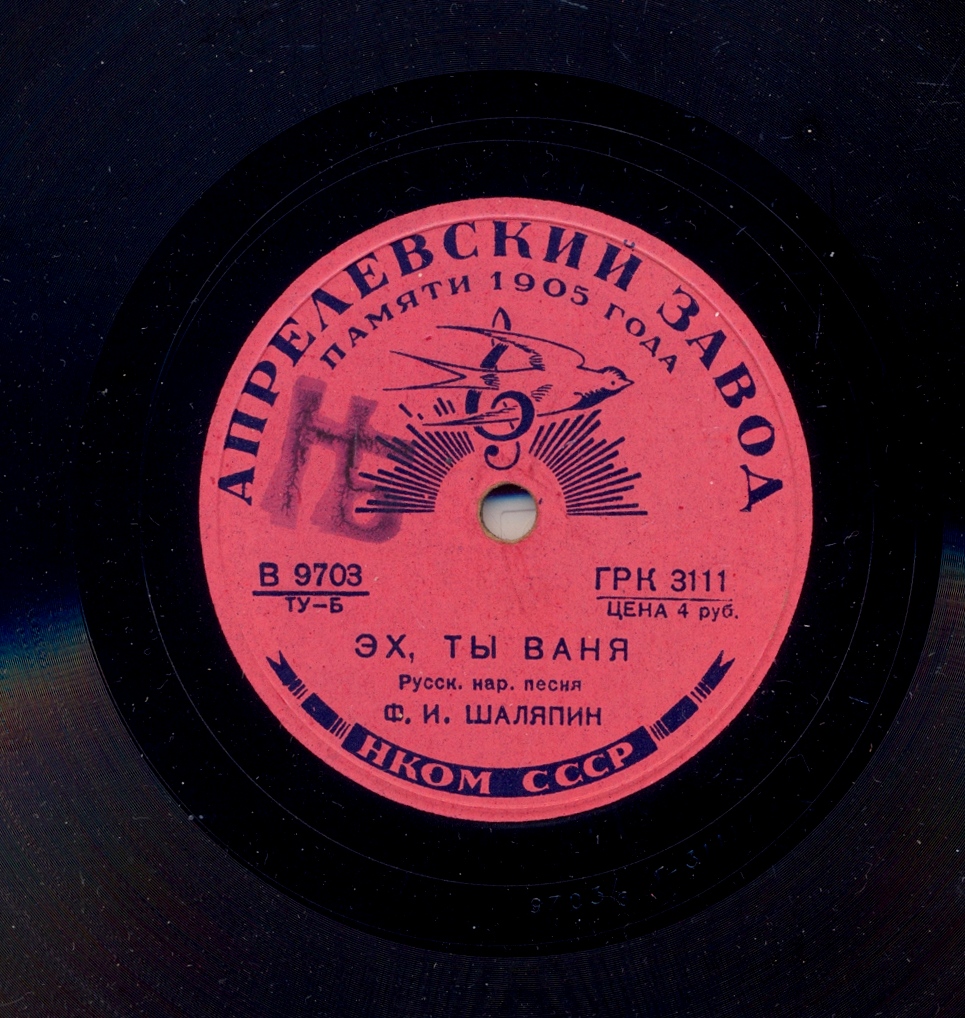 АПРЕЛЕВСКИЙ ЗАВОД
ПАМЯТИ 1905 ГОДА
В 9703
ТУ–Б
ГРК 3111
ЦЕНА 4 руб.
ЭХ, ТЫ ВАНЯ
Русск. нар. песня
Ф. И. ШАЛЯПИН
НКОМ СССР